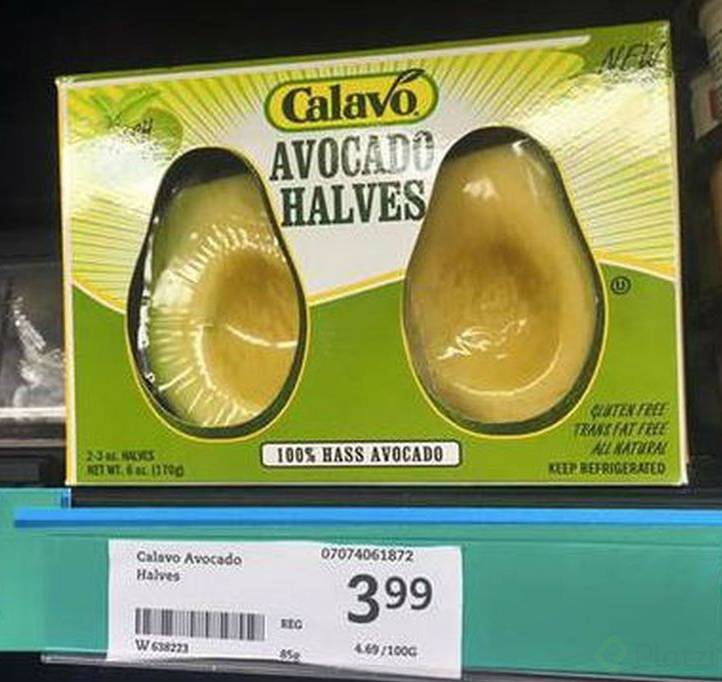 NEW
Calavo
AVOCADO
HALVES
U
GLUTEN FREE
TRANS FAT FREE
ALL NATURAL
KEEP REFRIGERATED
2-3 oz. HALVES
NET WT. 6 oz. (170g)
100% HASS AVOCADO
Calavo Avocado
Halves
07074061872
3.99
REG
W 638223
85g
4.69/100G